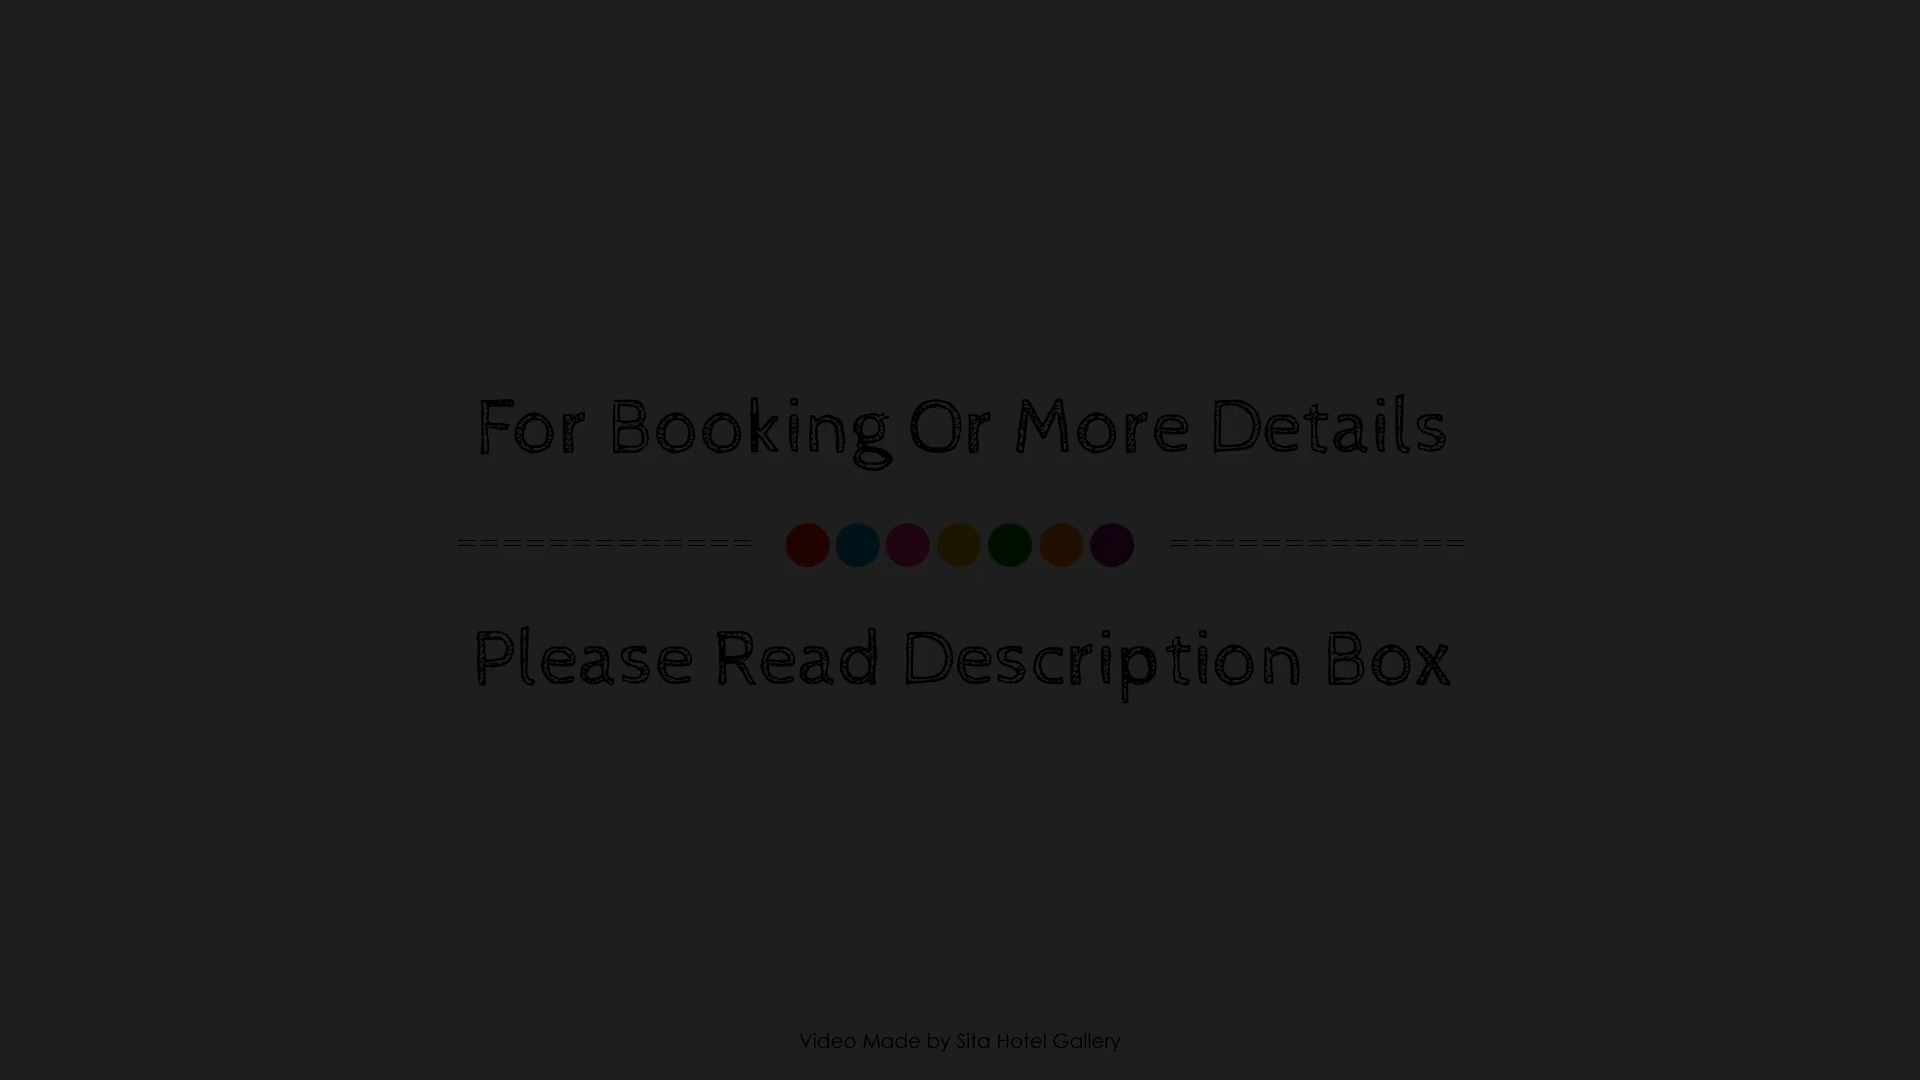 For Booking Or More Details
============= =============
Please Read Description Box
Video Made by Sita Hotel Gallery